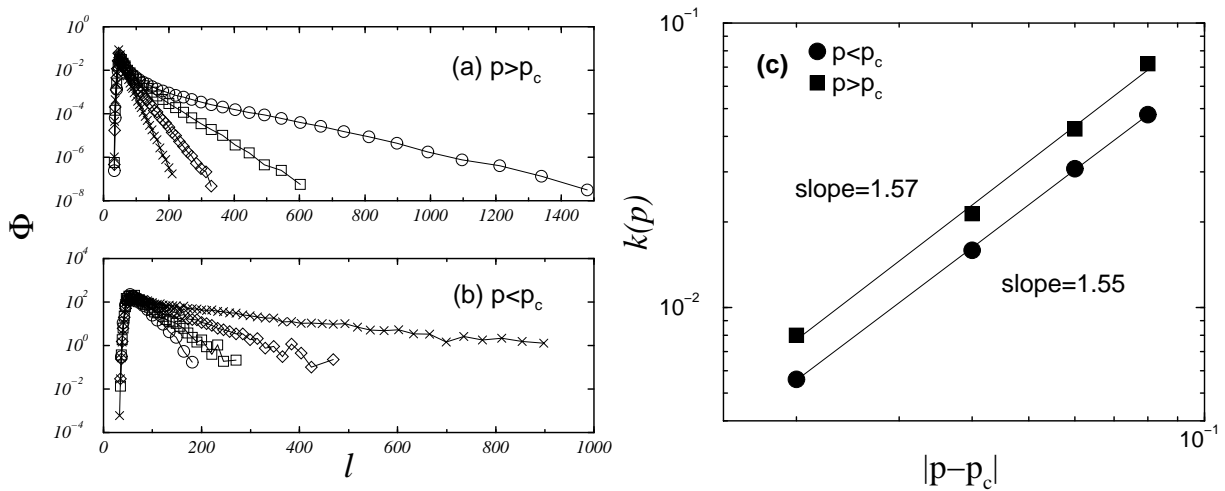 10^0
10^-2
10^-4
10^-6
10^-8
(a) p>p_c
0 200 400 600 800 1000 1200 1400
Φ
10^4
10^2
10^0
10^-2
10^-4
(b) p<p_c
0 200 400 600 800 1000
l
10^-1
10^-2
k(p)
(c)
p<p_c
p>p_c
slope=1.57
slope=1.55
10^-1
|p−p_c|